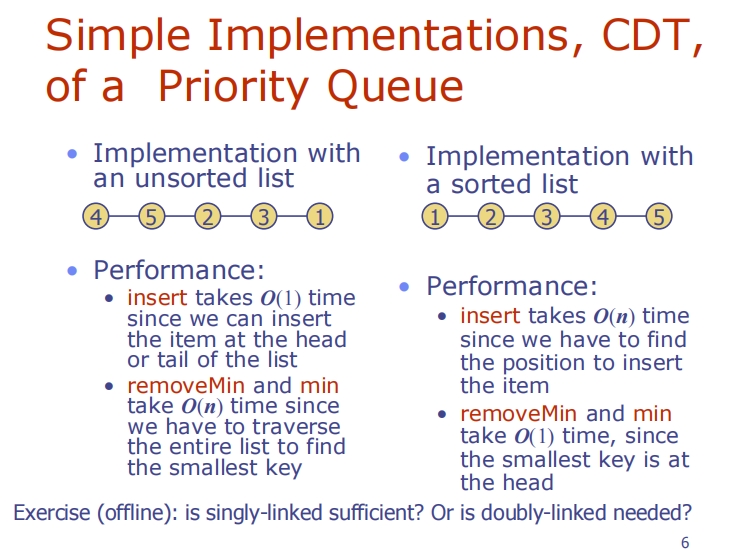 Simple Implementations, CDT,
of a Priority Queue
• Implementation with
an unsorted list
4 5 2 3 1
• Performance:
• insert takes O(1) time
since we can insert
the item at the head
or tail of the list
• removeMin and min
take O(n) time since
we have to traverse
the entire list to find
the smallest key
• Implementation with
a sorted list
1 2 3 4 5
• Performance:
• insert takes O(n) time
since we have to find
the position to insert
the item
• removeMin and min
take O(1) time, since
the smallest key is at
the head
Exercise (offline): is singly-linked sufficient? Or is doubly-linked needed?
6